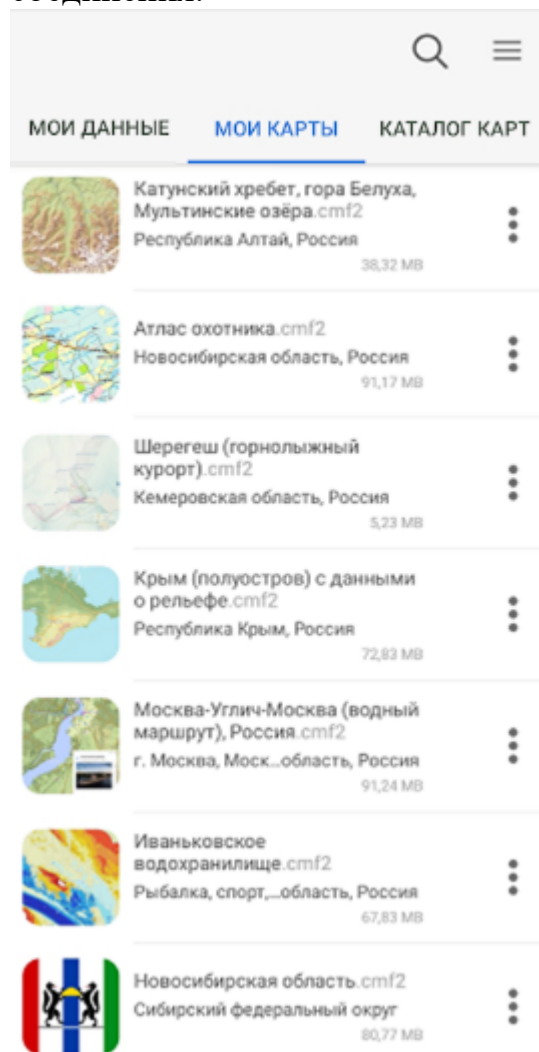 МОИ ДАННЫЕ МОИ КАРТЫ КАТАЛОГ КАРТ
Катунский хребет, гора Белуха,
Мультинские озёра.cmf2
Республика Алтай, Россия
38,32 MB
Атлас охотника.cmf2
Новосибирская область, Россия
91,17 MB
Шерегеш (горнолыжный
курорт).cmf2
Кемеровская область, Россия
5,23 MB
Крым (полуостров) с данными
о рельефе.cmf2
Республика Крым, Россия
72,83 MB
Москва-Углич-Москва (водный
маршрут), Россия.cmf2
г. Москва, Моск...область, Россия
91,24 MB
Иваньковское
водохранилище.cmf2
Рыбалка, спорт,...область, Россия
67,83 MB
Новосибирская область.cmf2
Сибирский федеральный округ
80,77 MB